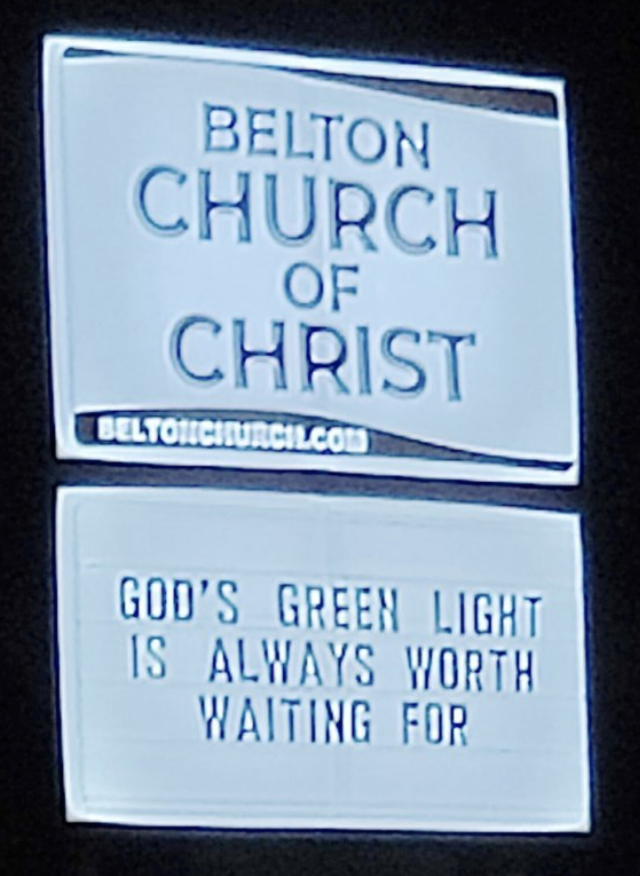 BELTON
CHURCH
OF
CHRIST
BELTONCHURCH.COM
GOD'S GREEN LIGHT
IS ALWAYS WORTH
WAITING FOR